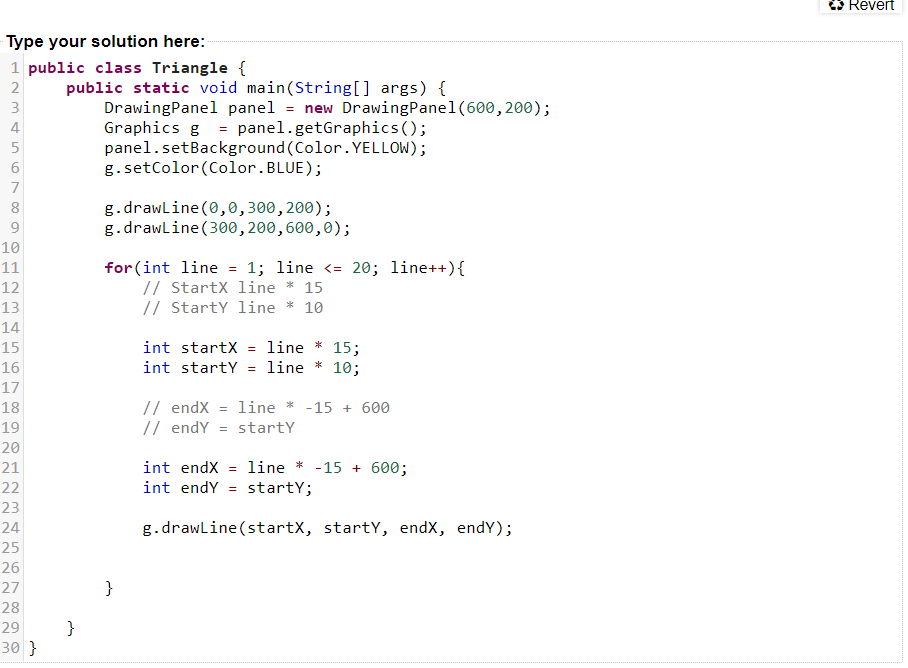 Revert
Type your solution here:
1 public class Triangle {
2     public static void main(String[] args) {
3         DrawingPanel panel = new DrawingPanel(600,200);
4         Graphics g  = panel.getGraphics();
5         panel.setBackground(Color.YELLOW);
6         g.setColor(Color.BLUE);
7
8         g.drawLine(0,0,300,200);
9         g.drawLine(300,200,600,0);
10
11         for(int line = 1; line <= 20; line++){
12             // StartX line * 15
13             // StartY line * 10
14
15             int startX = line * 15;
16             int startY = line * 10;
17
18             // endX = line * -15 + 600
19             // endY = startY
20
21             int endX = line * -15 + 600;
22             int endY = startY;
23
24             g.drawLine(startX, startY, endX, endY);
25
26
27         }
28
29     }
30 }